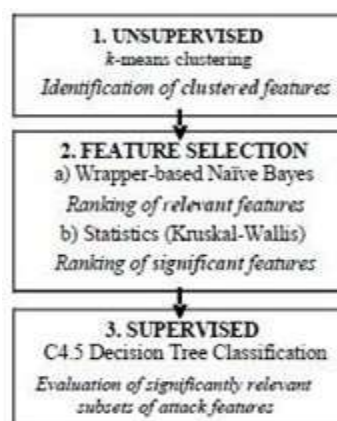 1. UNSUPERVISED
k-means clustering
Identification of clustered features
2. FEATURE SELECTION
a) Wrapper-based Naïve Bayes
Ranking of relevant features
b) Statistics (Kruskal-Wallis)
Ranking of significant features
3. SUPERVISED
C4.5 Decision Tree Classification
Evaluation of significantly relevant
subsets of attack features